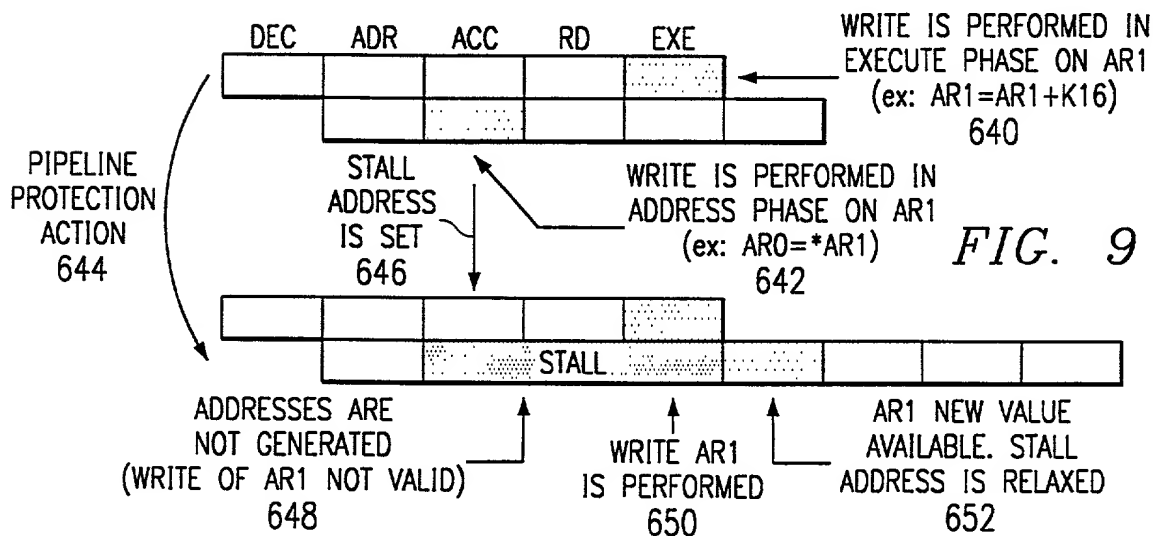 DEC ADR ACC RD EXE
WRITE IS PERFORMED IN
EXECUTE PHASE ON AR1
(ex: AR1=AR1+K16)
640
PIPELINE
PROTECTION
ACTION
644
STALL
ADDRESS
IS SET
646
WRITE IS PERFORMED IN
ADDRESS PHASE ON AR1
(ex: AR0=*AR1)
642
FIG. 9
STALL
ADDRESSES ARE
NOT GENERATED
(WRITE OF AR1 NOT VALID)
648
WRITE AR1
IS PERFORMED
650
AR1 NEW VALUE
AVAILABLE. STALL
ADDRESS IS RELAXED
652